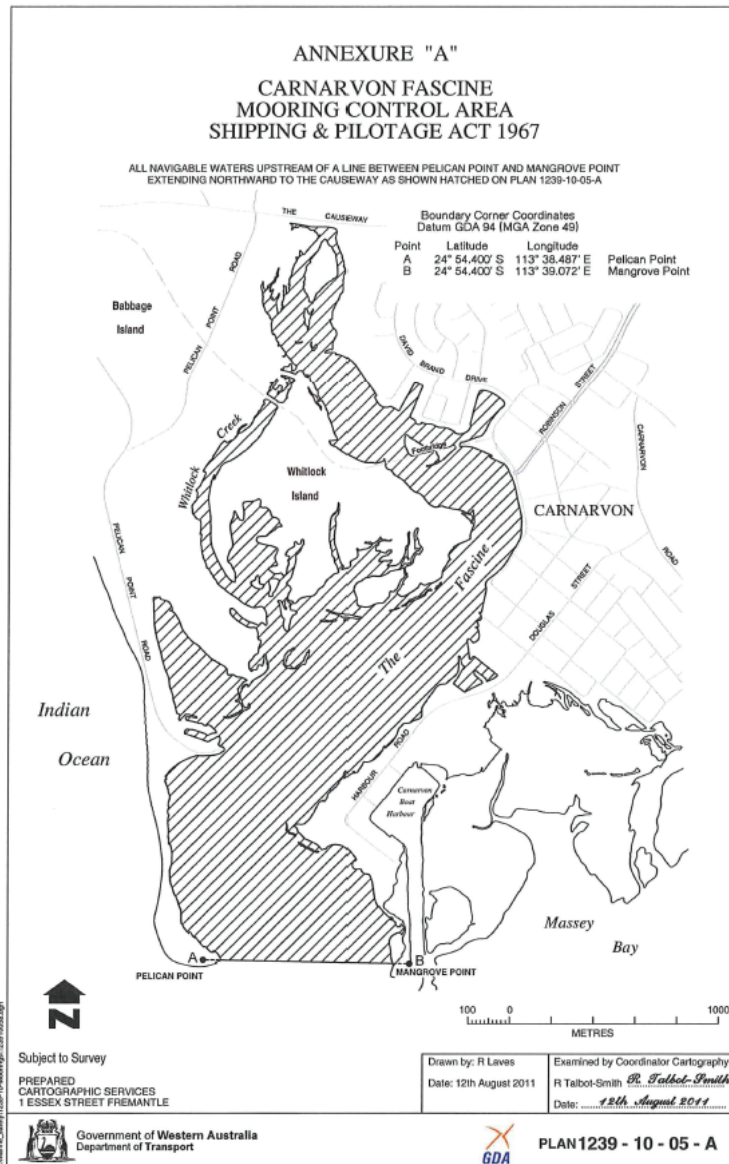 ANNEXURE "A"
CARNARVON FASCINE
MOORING CONTROL AREA
SHIPPING & PILOTAGE ACT 1967
ALL NAVIGABLE WATERS UPSTREAM OF A LINE BETWEEN PELICAN POINT AND MANGROVE POINT
EXTENDING NORTHWARD TO THE CAUSEWAY AS SHOWN HATCHED ON PLAN 1239-10-05-A
THE CAUSEWAY
Boundary Corner Coordinates
Datum GDA 94 (MGA Zone 49)
Point Latitude Longitude
A 24° 54.400' S 113° 38.487' E Pelican Point
B 24° 54.400' S 113° 39.072' E Mangrove Point
Babbage
Island
PELICAN POINT ROAD
DAVID BRAND DRIVE
ROBINSON STREET
CARNARVON ROAD
Footbridge
Whitlock Creek
Whitlock
Island
CARNARVON
PELICAN POINT ROAD
The Fascine
DOUGLAS STREET
Indian
Ocean
HARBOUR ROAD
Carnarvon
Boat
Harbour
Massey
Bay
A
B
PELICAN POINT
MANGROVE POINT
N
100 0 1000
METRES
Subject to Survey
PREPARED
CARTOGRAPHIC SERVICES
1 ESSEX STREET FREMANTLE
Drawn by: R Laves
Date: 12th August 2011
Examined by Coordinator Cartography
R Talbot-Smith R. Talbot-Smith
Date: 12th August 2011
Government of Western Australia
Department of Transport
GDA
PLAN 1239 - 10 - 05 - A